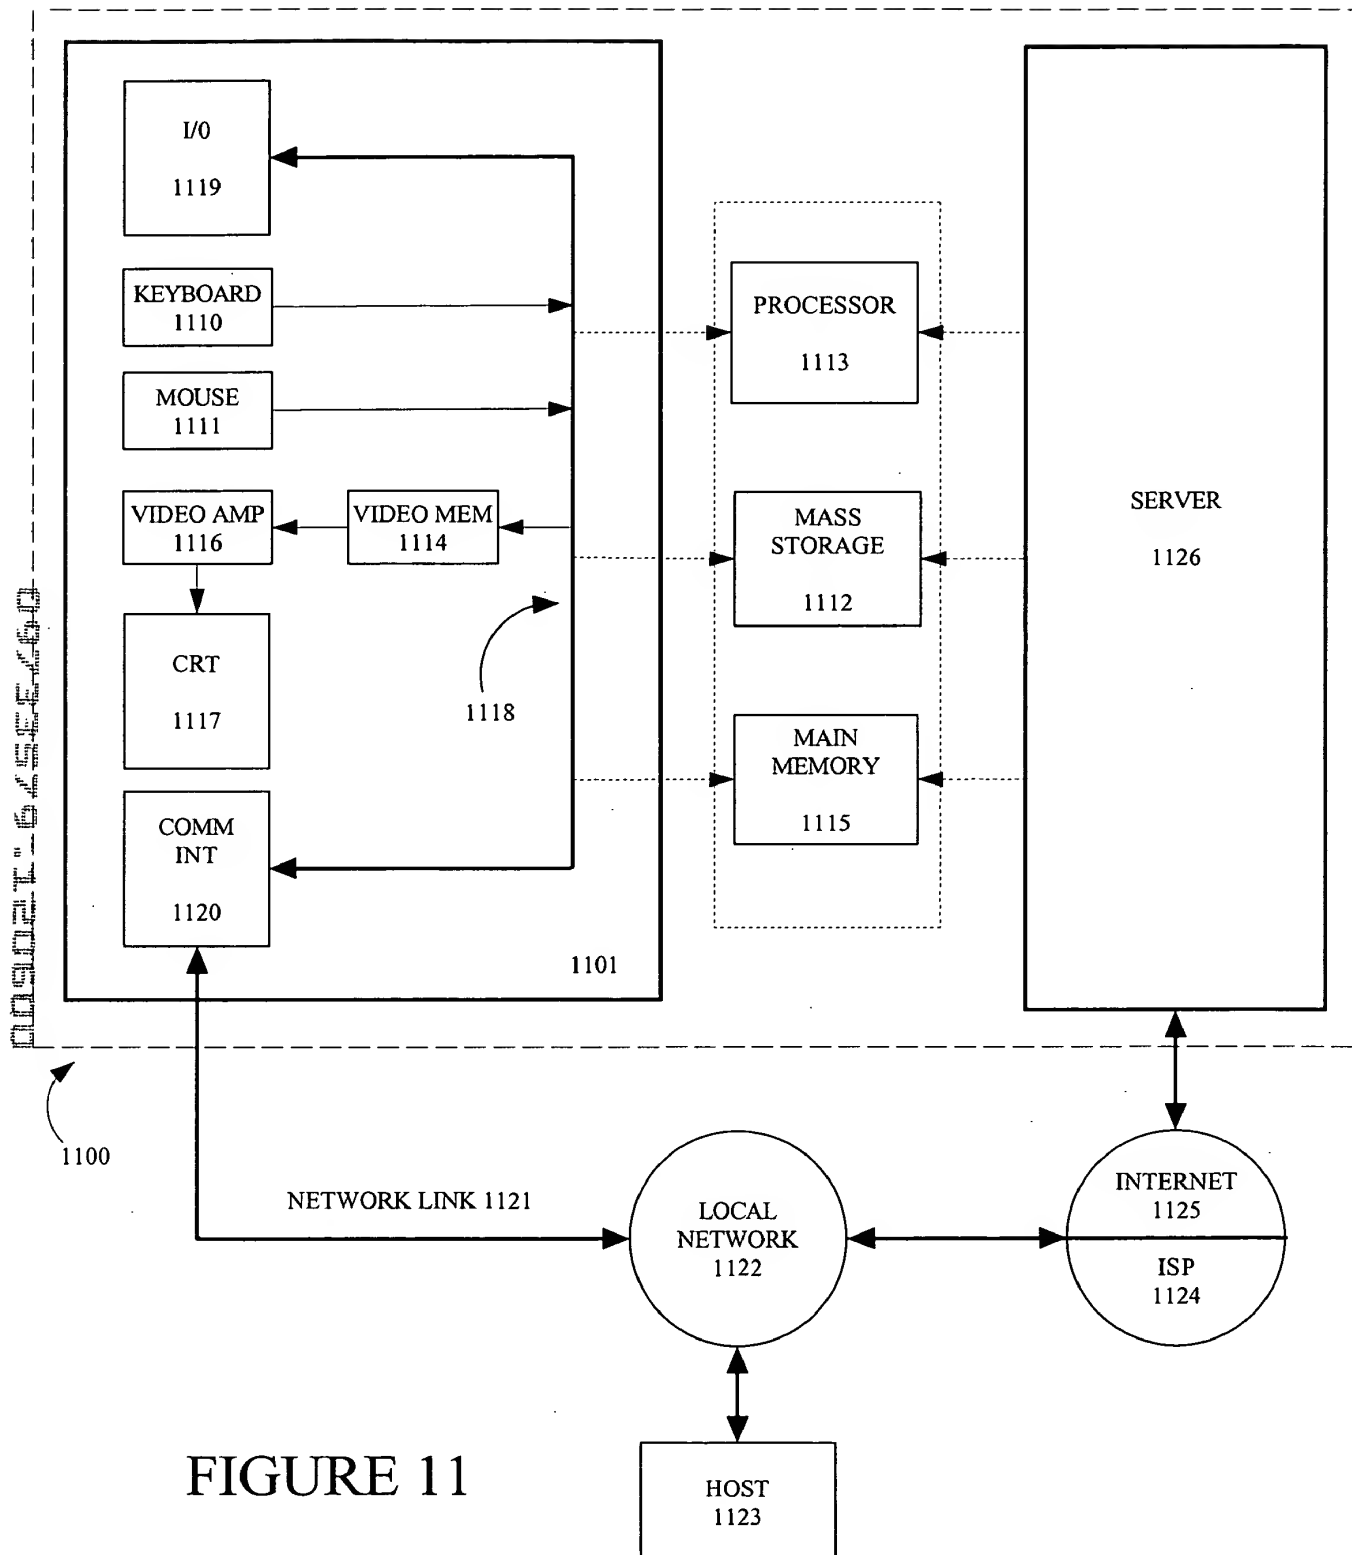 I/0
1119
KEYBOARD
1110
MOUSE
1111
VIDEO AMP
1116
VIDEO MEM
1114
CRT
1117
1118
COMM
INT
1120
1101
PROCESSOR
1113
MASS
STORAGE
1112
MAIN
MEMORY
1115
SERVER
1126
1100
NETWORK LINK 1121
LOCAL
NETWORK
1122
INTERNET
1125
ISP
1124
HOST
1123
FIGURE 11